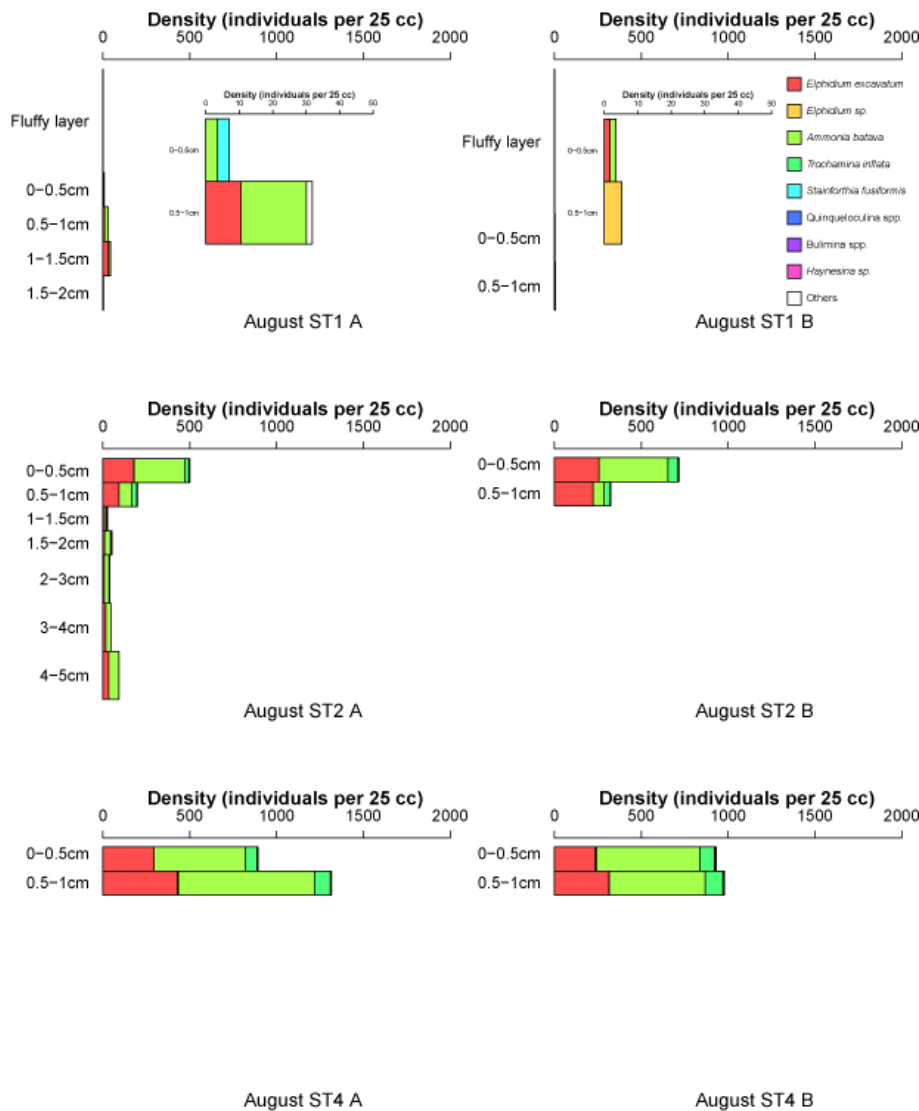 Density (individuals per 25 cc)
0 500 1000 1500 2000
Fluffy layer
0−0.5cm
0.5−1cm
1−1.5cm
1.5−2cm
Density (individuals per 25 cc)
0 10 20 30 40 50
0−0.5cm
0.5−1cm
August ST1 A
Density (individuals per 25 cc)
0 500 1000 1500 2000
Fluffy layer
0−0.5cm
0.5−1cm
Density (individuals per 25 cc)
0 10 20 30 40 50
0−0.5cm
0.5−1cm
Elphidium excavatum
Elphidium sp.
Ammonia batava
Trochamina inflata
Stainforthia fusiformis
Quinqueloculina spp.
Bulimina spp.
Haynesina sp.
Others
August ST1 B
Density (individuals per 25 cc)
0 500 1000 1500 2000
0−0.5cm
0.5−1cm
1−1.5cm
1.5−2cm
2−3cm
3−4cm
4−5cm
August ST2 A
Density (individuals per 25 cc)
0 500 1000 1500 2000
0−0.5cm
0.5−1cm
August ST2 B
Density (individuals per 25 cc)
0 500 1000 1500 2000
0−0.5cm
0.5−1cm
August ST4 A
Density (individuals per 25 cc)
0 500 1000 1500 2000
0−0.5cm
0.5−1cm
August ST4 B